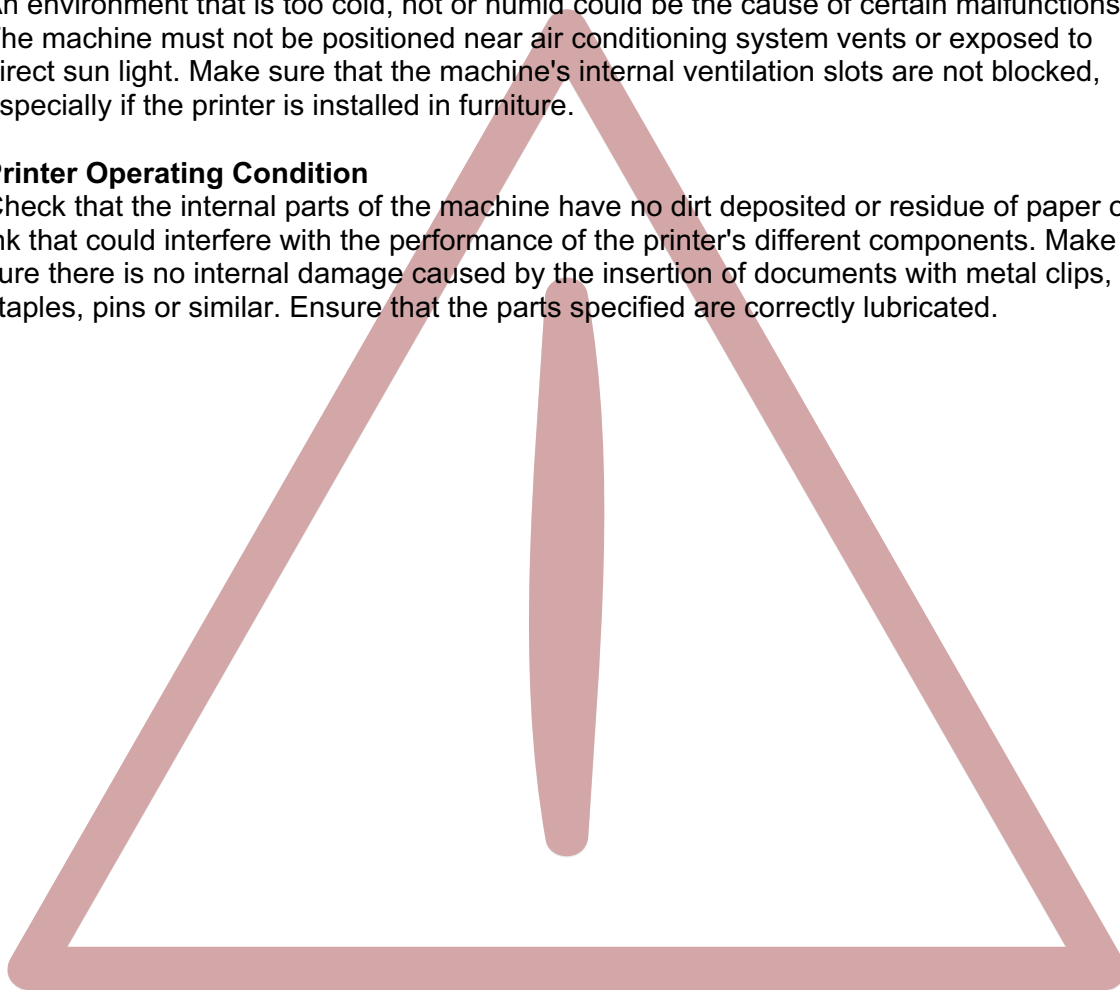 An environment that is too cold, hot or humid could be the cause of certain malfunctions
The machine must not be positioned near air conditioning system vents or exposed to
direct sun light. Make sure that the machine's internal ventilation slots are not blocked,
especially if the printer is installed in furniture.
Printer Operating Condition
Check that the internal parts of the machine have no dirt deposited or residue of paper o
ink that could interfere with the performance of the printer's different components. Make
sure there is no internal damage caused by the insertion of documents with metal clips,
staples, pins or similar. Ensure that the parts specified are correctly lubricated.